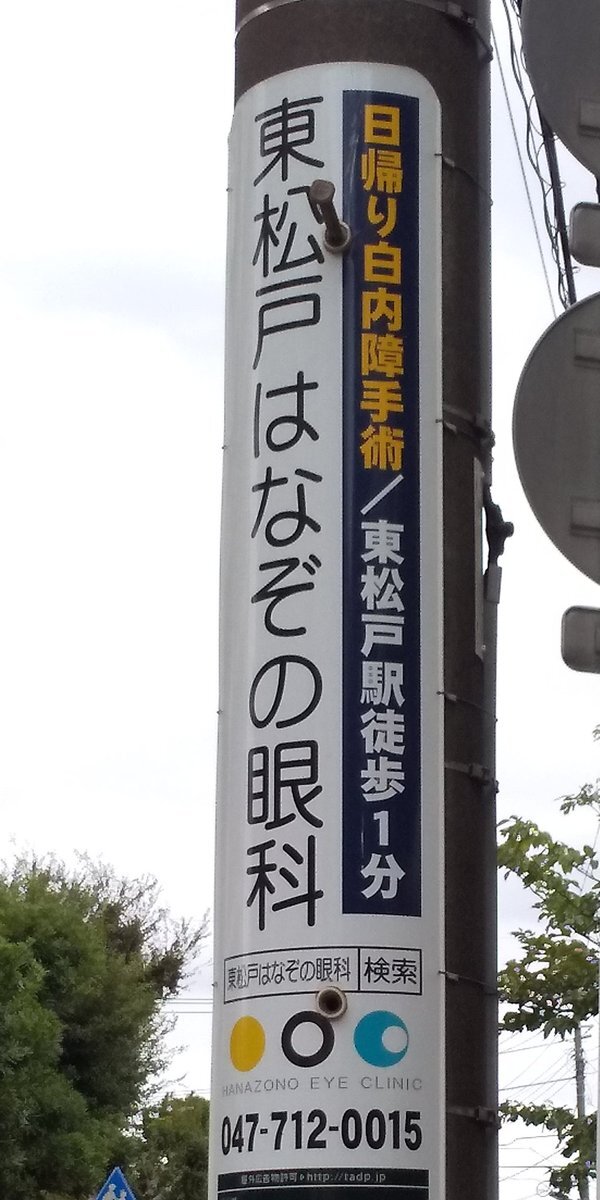 日帰り白内障手術/東松戸駅徒歩1分
東松戸はなぞの眼科
東松戸はなぞの眼科 検索
HANAZONO EYE CLINIC
047-712-0015
屋外広告物許可▶http://tadp.jp